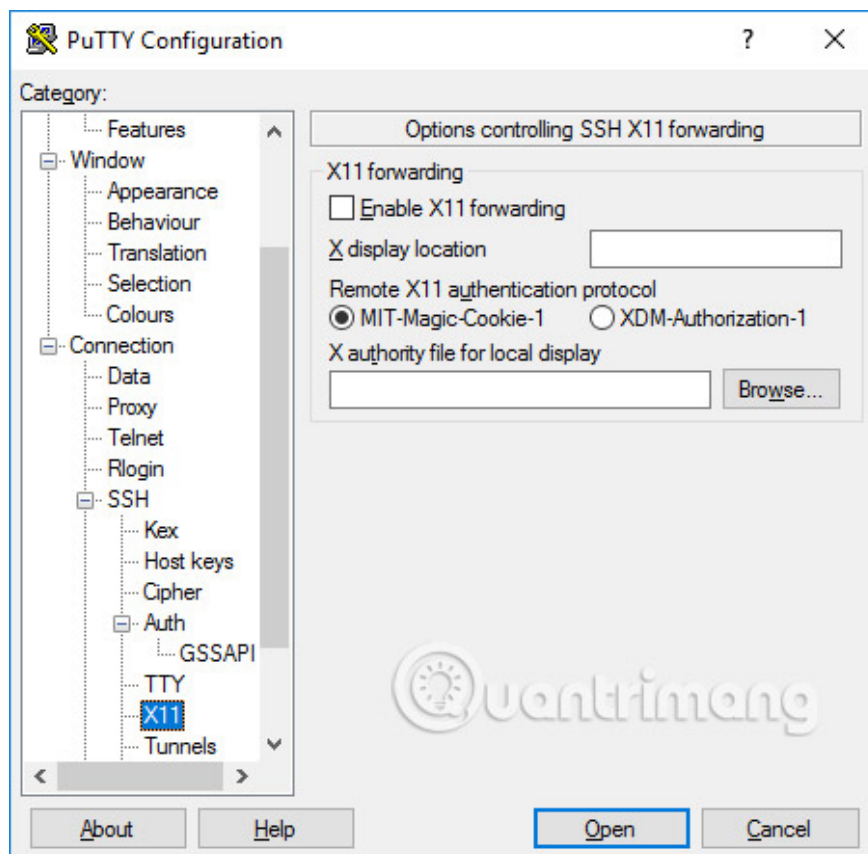 PuTTY Configuration
?
Category:
Features
Window
Appearance
Behaviour
Translation
Selection
Colours
Connection
Data
Proxy
Telnet
Rlogin
SSH
Kex
Host keys
Cipher
Auth
GSSAPI
TTY
X11
Tunnels
Options controlling SSH X11 forwarding
X11 forwarding
Enable X11 forwarding
X display location
Remote X11 authentication protocol
MIT-Magic-Cookie-1 XDM-Authorization-1
X authority file for local display
Browse...
Quantrimang
About Help Open Cancel